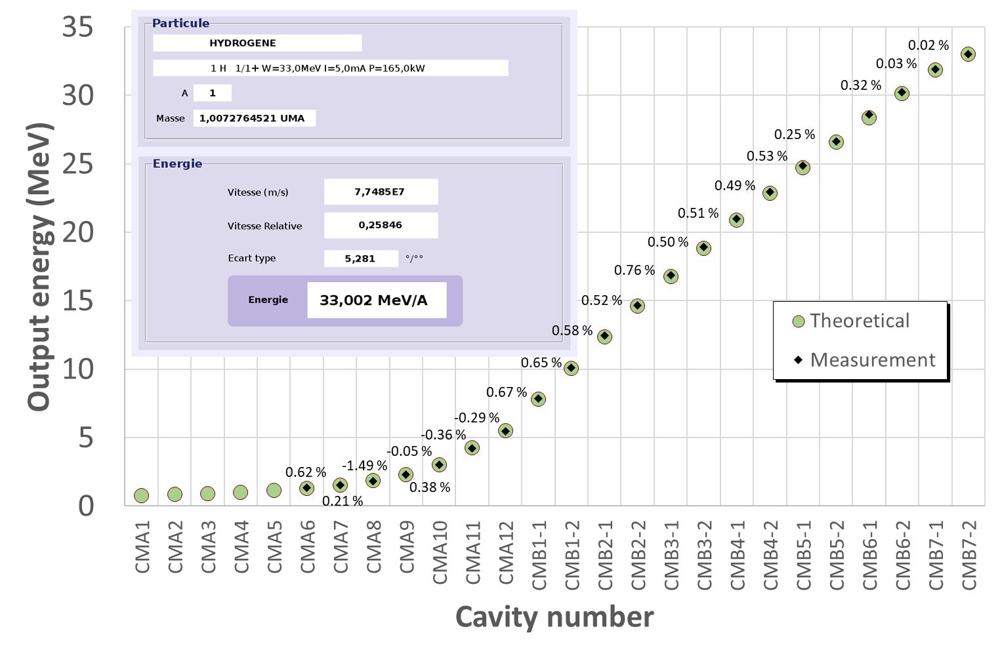 Output energy (MeV)
35
30
25
20
15
10
5
0
Particule
HYDROGENE
1 H 1/1+ W=33,0MeV I=5,0mA P=165,0kW
A 1
Masse 1,0072764521 UMA
Energie
Vitesse (m/s) 7,7485E7
Vitesse Relative 0,25846
Ecart type 5,281 °/°°
Energie 33,002 MeV/A
0.02 %
0.03 %
0.32 %
0.25 %
0.53 %
0.49 %
0.51 %
0.50 %
0.76 %
0.52 %
0.58 %
0.65 %
0.67 %
-0.29 %
-0.36 %
-0.05 %
-1.49 %
0.62 %
0.38 %
0.21 %
Theoretical
Measurement
CMA1
CMA2
CMA3
CMA4
CMA5
CMA6
CMA7
CMA8
CMA9
CMA10
CMA11
CMA12
CMB1-1
CMB1-2
CMB2-1
CMB2-2
CMB3-1
CMB3-2
CMB4-1
CMB4-2
CMB5-1
CMB5-2
CMB6-1
CMB6-2
CMB7-1
CMB7-2
Cavity number